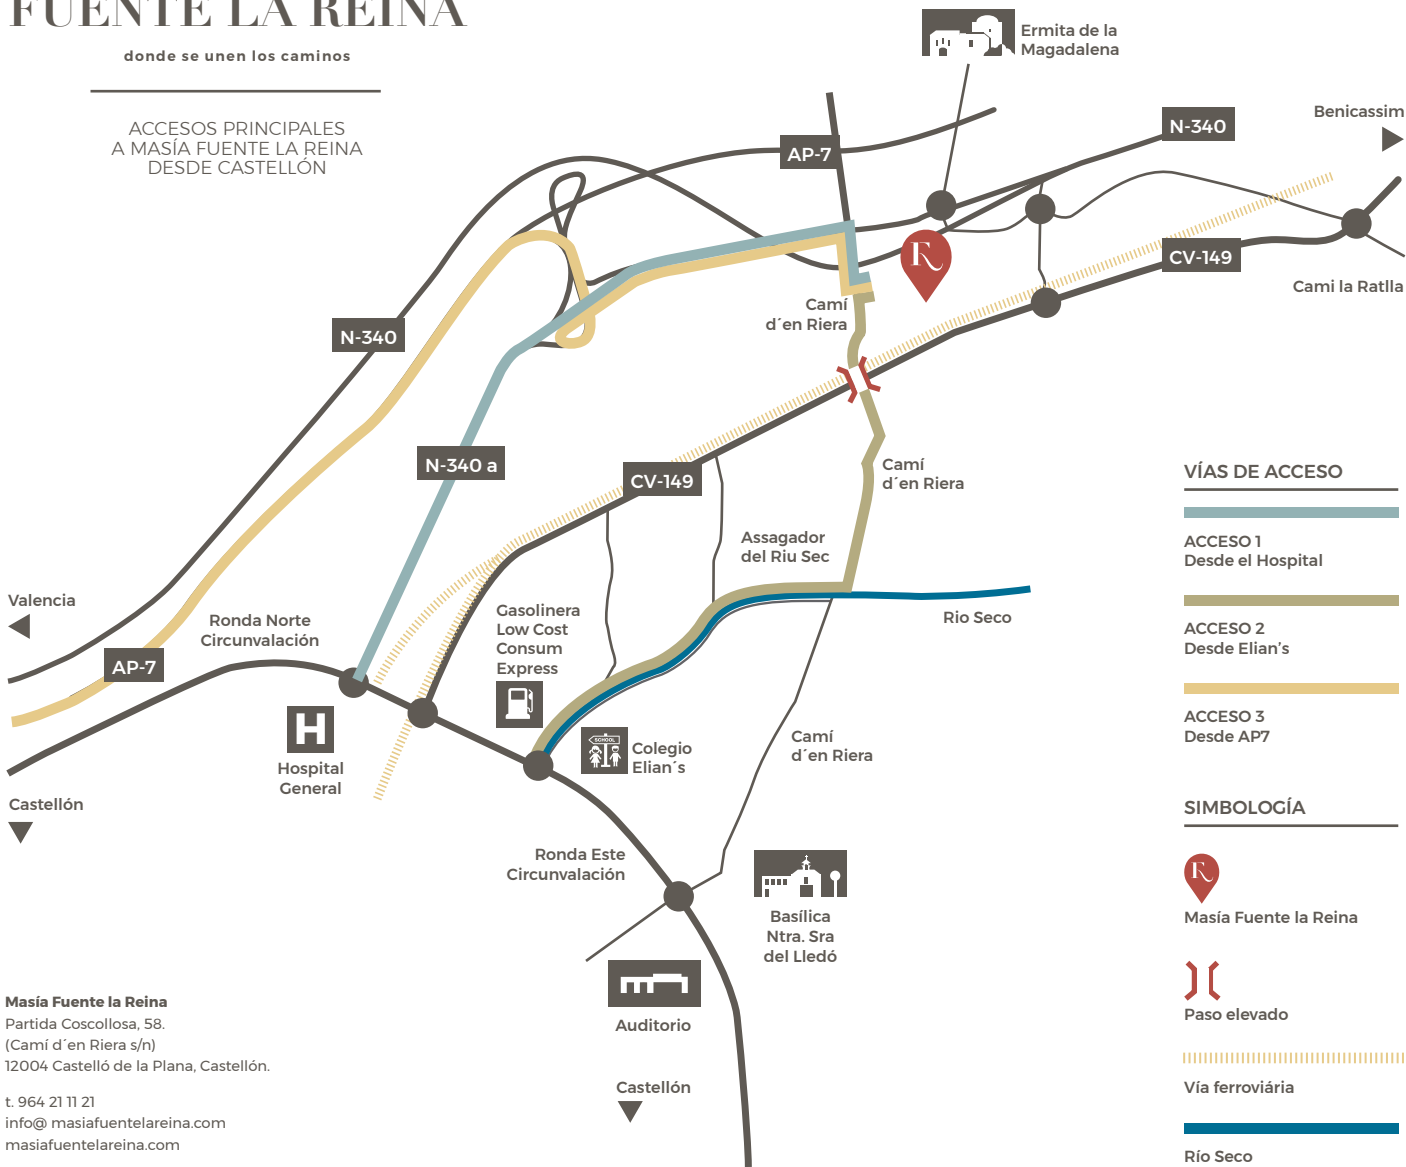 FUENTE LA REINA
donde se unen los caminos
ACCESOS PRINCIPALES
A MASÍA FUENTE LA REINA
DESDE CASTELLÓN
Ermita de la
Magadalena
Benicassim
N-340
AP-7
CV-149
Cami la Ratlla
Camí
d´en Riera
N-340
N-340 a
CV-149
Camí
d´en Riera
Assagador
del Riu Sec
Rio Seco
Valencia
Ronda Norte
Circunvalación
AP-7
Gasolinera
Low Cost
Consum
Express
H
Hospital
General
SCHOOL
Colegio
Elian´s
Camí
d´en Riera
Castellón
Ronda Este
Circunvalación
Basílica
Ntra. Sra
del Lledó
Auditorio
Castellón
VÍAS DE ACCESO
ACCESO 1
Desde el Hospital
ACCESO 2
Desde Elian’s
ACCESO 3
Desde AP7
SIMBOLOGÍA
Masía Fuente la Reina
Paso elevado
Vía ferroviária
Río Seco
Masía Fuente la Reina
Partida Coscollosa, 58.
(Camí d´en Riera s/n)
12004 Castelló de la Plana, Castellón.
t. 964 21 11 21
info@ masiafuentelareina.com
masiafuentelareina.com